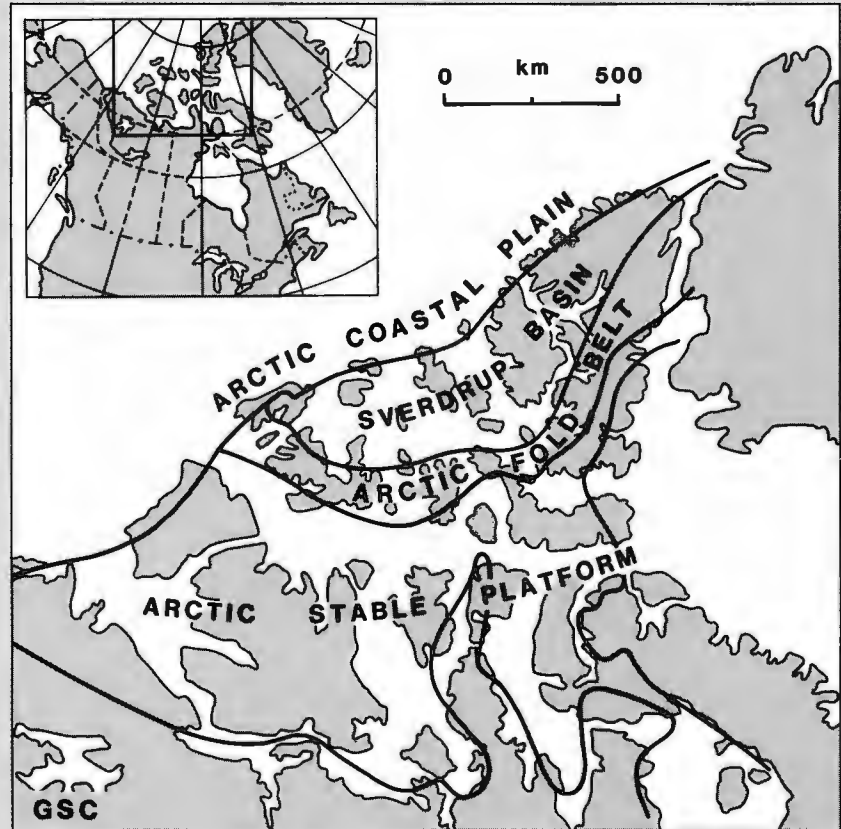 0 km 500
ARCTIC COASTAL PLAIN
SVERDRUP BASIN
ARCTIC FOLD BELT
ARCTIC STABLE PLATFORM
GSC